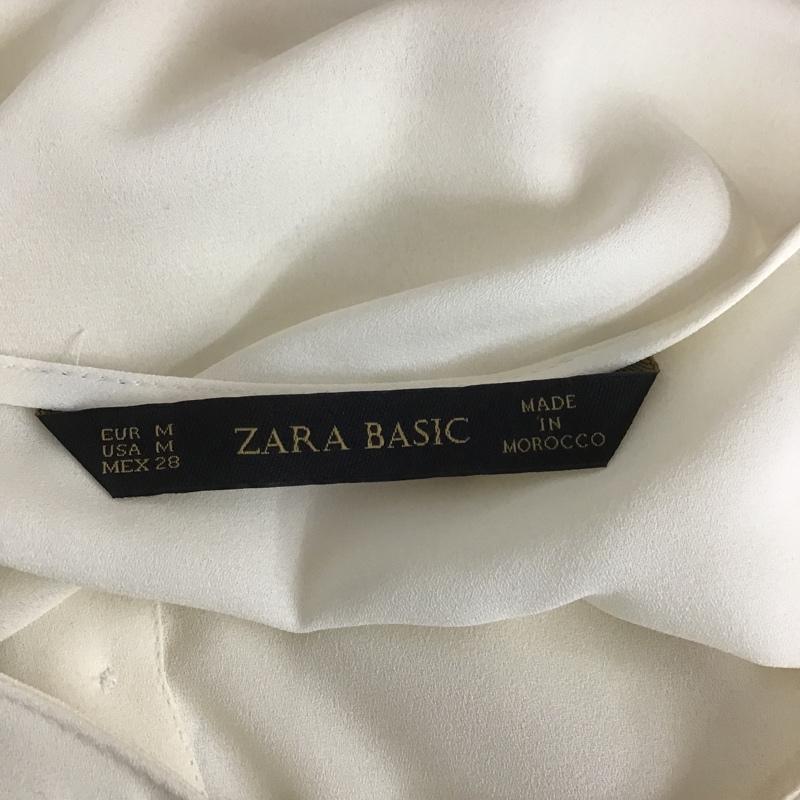 EUR M
USA M
MEX 28
ZARA BASIC
MADE
IN
MOROCCO